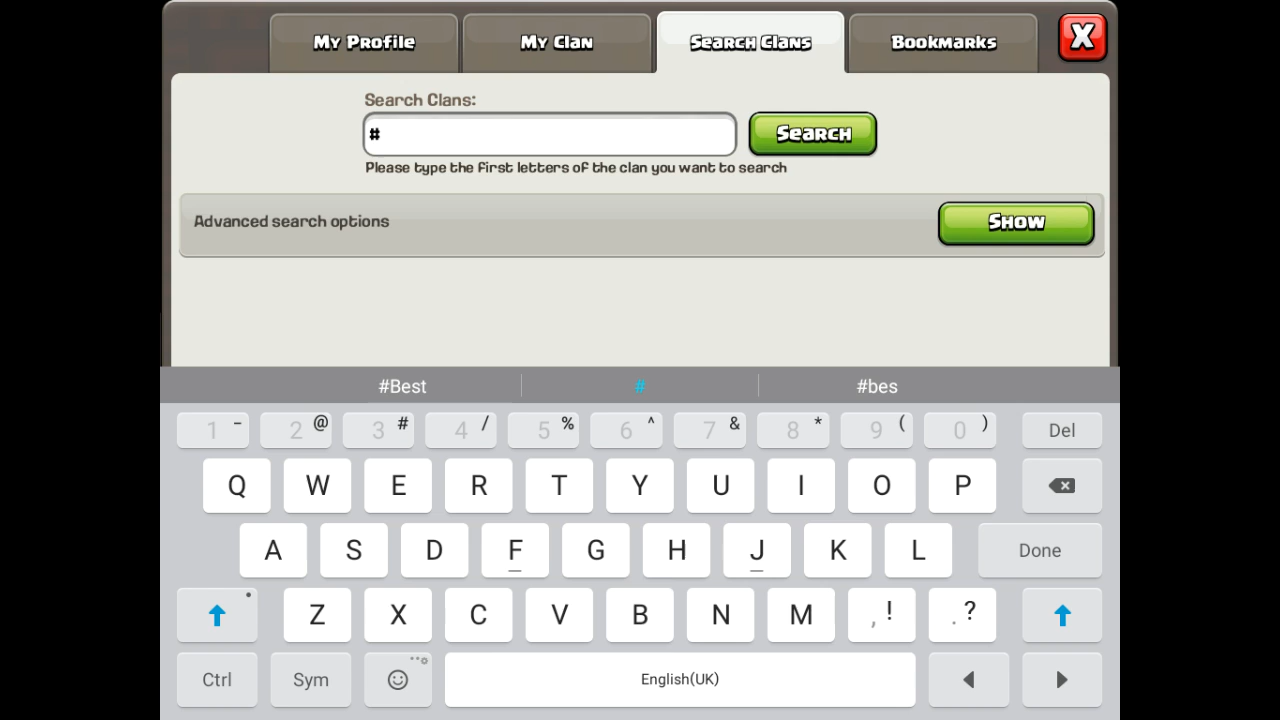 My Profile
My Clan
Search Clans
Bookmarks
X
Search Clans:
#
Search
Please type the first letters of the clan you want to search
Advanced search options
Show
#Best
#
#bes
1 -
2 @
3 #
4 /
5 %
6 ^
7 &
8 *
9 (
0 )
Del
Q W E R T Y U I O P
A S D F G H J K L
Done
Z X C V B N M , ! . ?
Ctrl
Sym
English(UK)